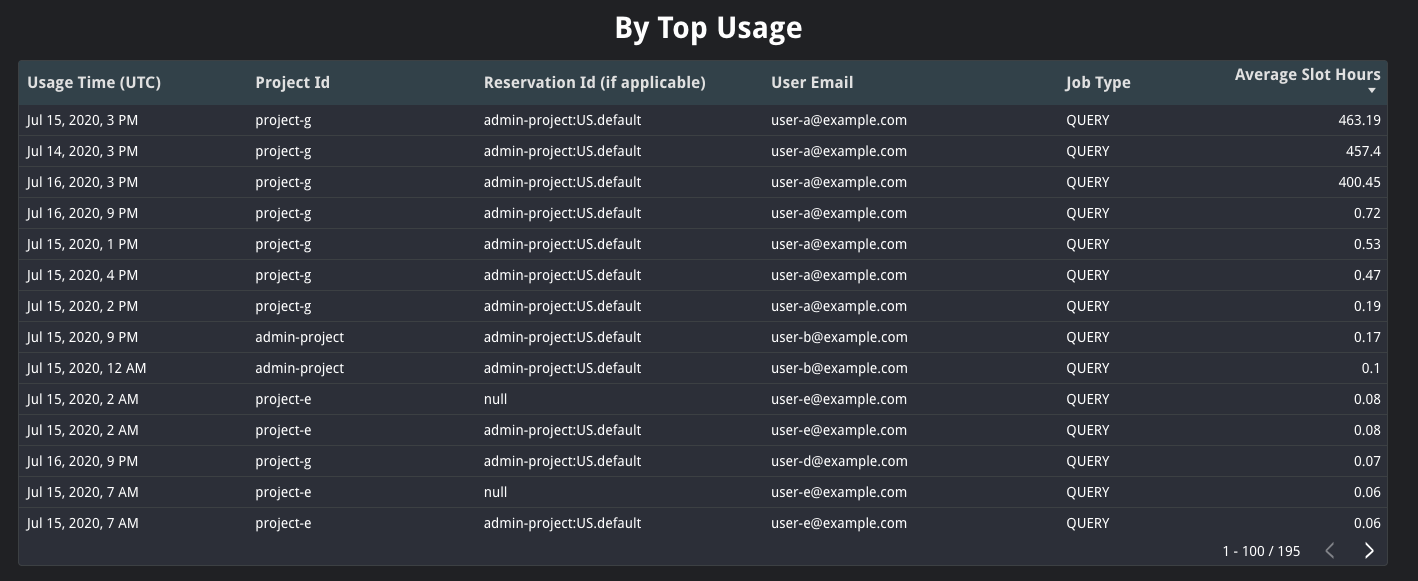 By Top Usage
Usage Time (UTC) Project Id Reservation Id (if applicable) User Email Job Type Average Slot Hours
Jul 15, 2020, 3 PM project-g admin-project:US.default user-a@example.com QUERY 463.19
Jul 14, 2020, 3 PM project-g admin-project:US.default user-a@example.com QUERY 457.4
Jul 16, 2020, 3 PM project-g admin-project:US.default user-a@example.com QUERY 400.45
Jul 16, 2020, 9 PM project-g admin-project:US.default user-a@example.com QUERY 0.72
Jul 15, 2020, 1 PM project-g admin-project:US.default user-a@example.com QUERY 0.53
Jul 15, 2020, 4 PM project-g admin-project:US.default user-a@example.com QUERY 0.47
Jul 15, 2020, 2 PM project-g admin-project:US.default user-a@example.com QUERY 0.19
Jul 15, 2020, 9 PM admin-project admin-project:US.default user-b@example.com QUERY 0.17
Jul 15, 2020, 12 AM admin-project admin-project:US.default user-b@example.com QUERY 0.1
Jul 15, 2020, 2 AM project-e null user-e@example.com QUERY 0.08
Jul 15, 2020, 2 AM project-e admin-project:US.default user-e@example.com QUERY 0.08
Jul 16, 2020, 9 PM project-g admin-project:US.default user-d@example.com QUERY 0.07
Jul 15, 2020, 7 AM project-e null user-e@example.com QUERY 0.06
Jul 15, 2020, 7 AM project-e admin-project:US.default user-e@example.com QUERY 0.06
1 - 100 / 195